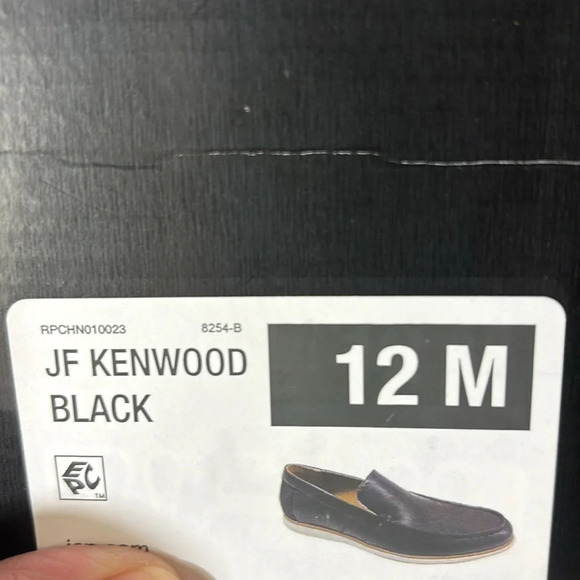 RPCHN010023 8254-B
JF KENWOOD
BLACK
12 M
EPC TM